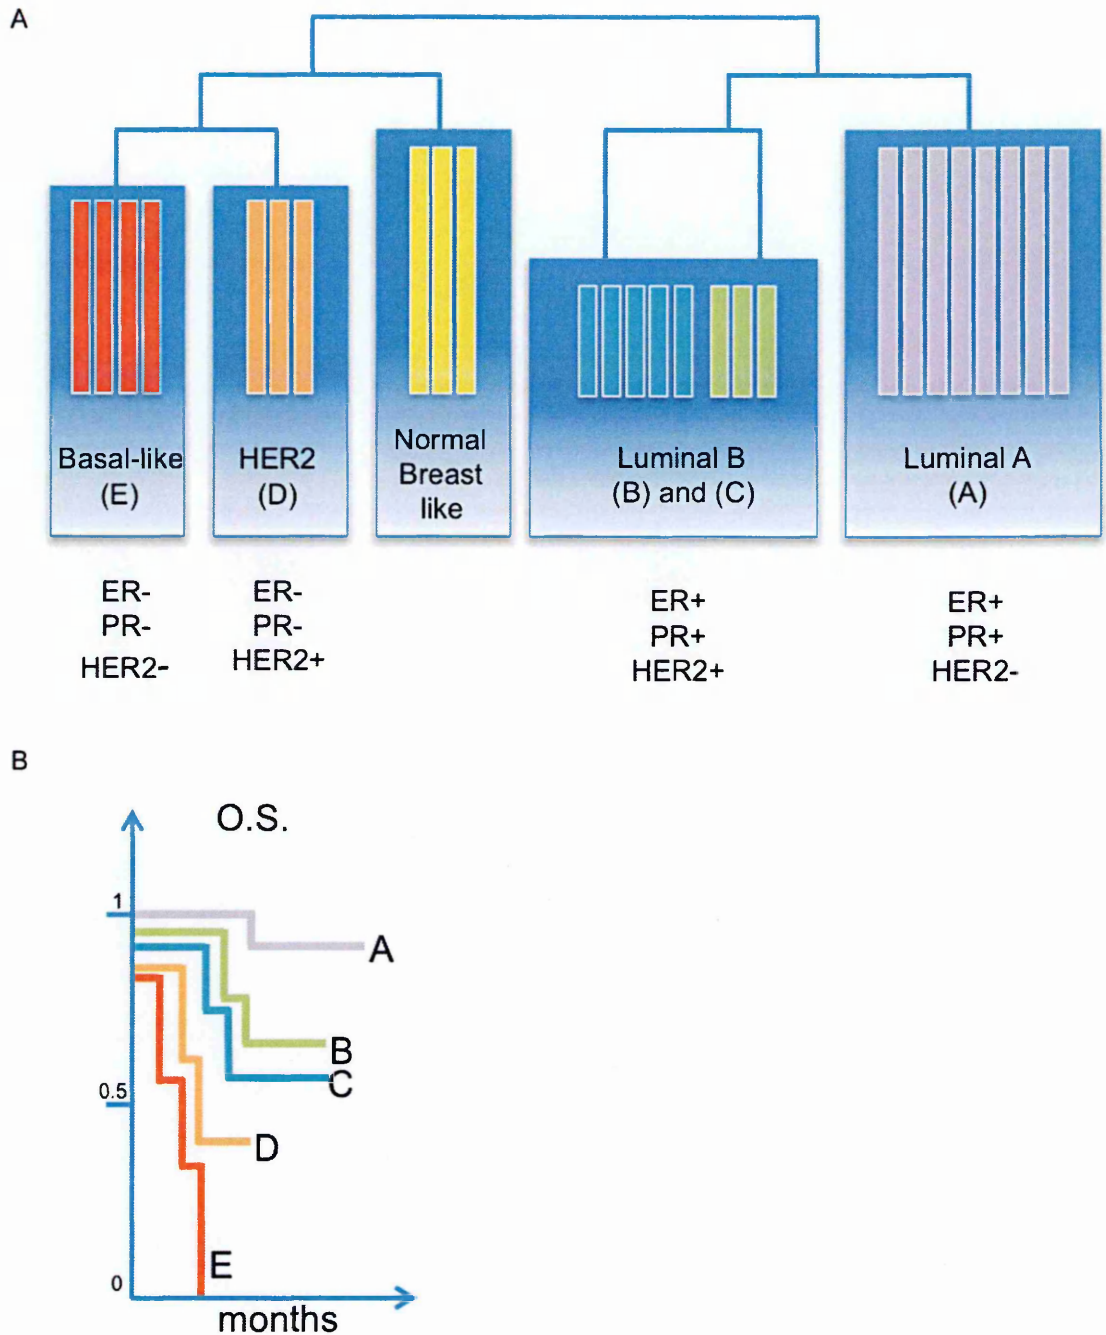 A
Basal-like
(E)
HER2
(D)
Normal
Breast
like
Luminal B
(B) and (C)
Luminal A
(A)
ER-
PR-
HER2-
ER-
PR-
HER2+
ER+
PR+
HER2+
ER+
PR+
HER2-
B
O.S.
1
0.5
0
A
B
C
D
E
months